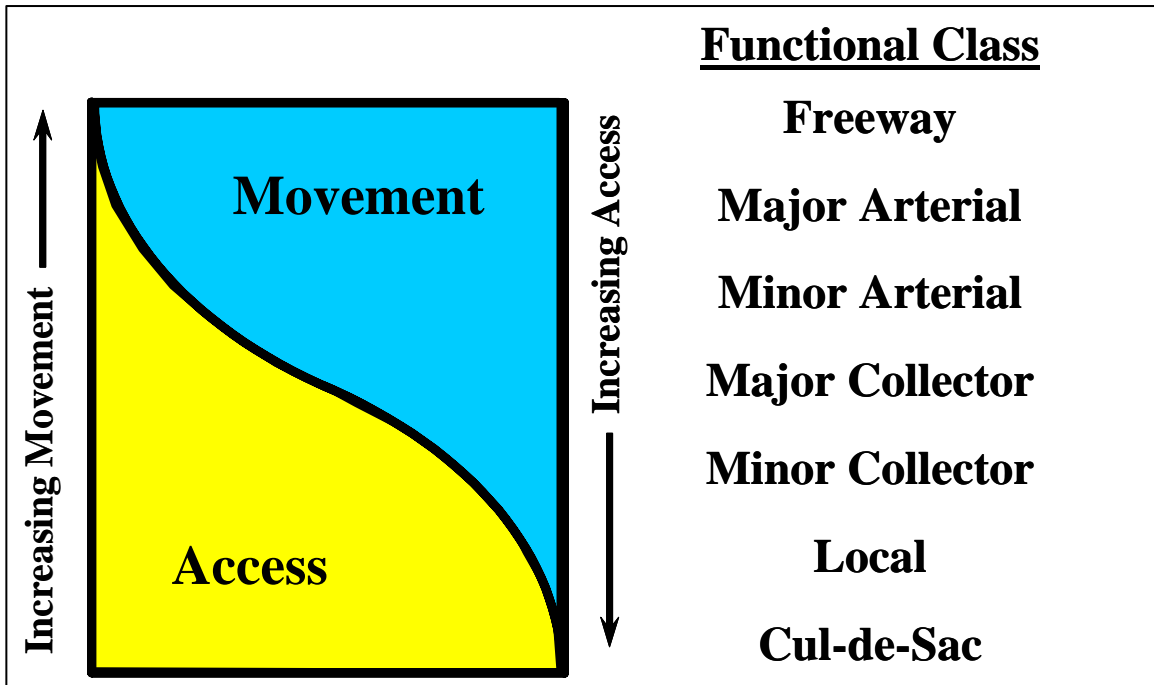 Functional Class
Freeway
Major Arterial
Minor Arterial
Major Collector
Minor Collector
Local
Cul-de-Sac
Movement
Access
Increasing Movement
Increasing Access